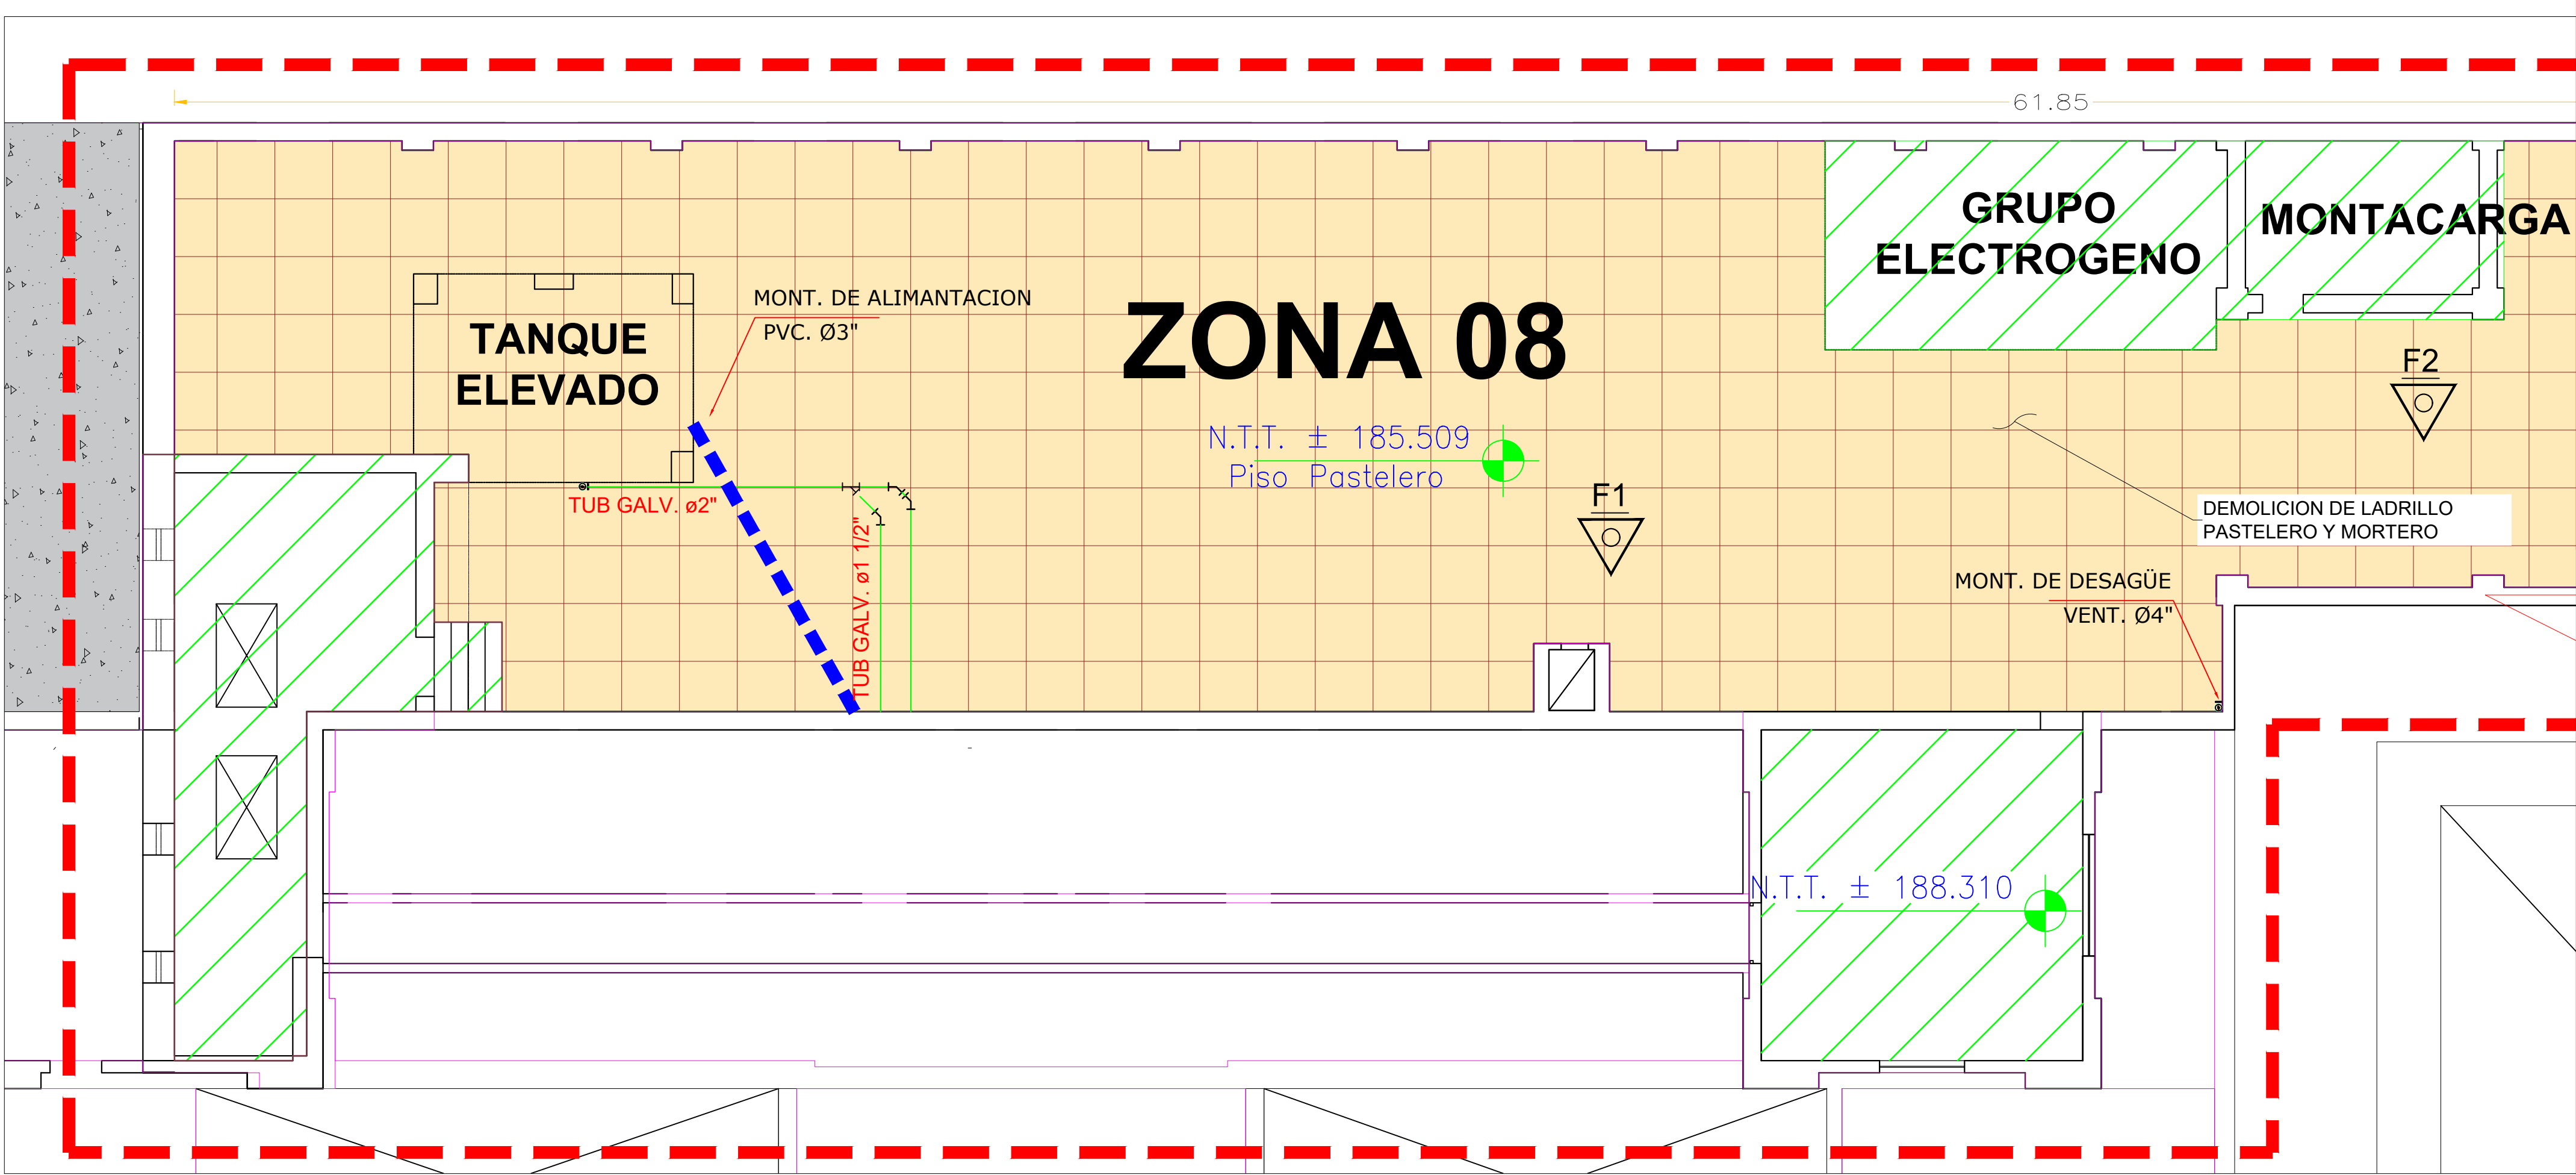 61.85
GRUPO
ELECTROGENO
MONTACARGA
TANQUE
ELEVADO
MONT. DE ALIMANTACION
PVC. Ø3"
ZONA 08
N.T.T. ± 185.509
Piso Pastelero
F2
F1
TUB GALV. ø2"
TUB GALV. ø1 1/2"
DEMOLICION DE LADRILLO
PASTELERO Y MORTERO
MONT. DE DESAGÜE
VENT. Ø4"
N.T.T. ± 188.310